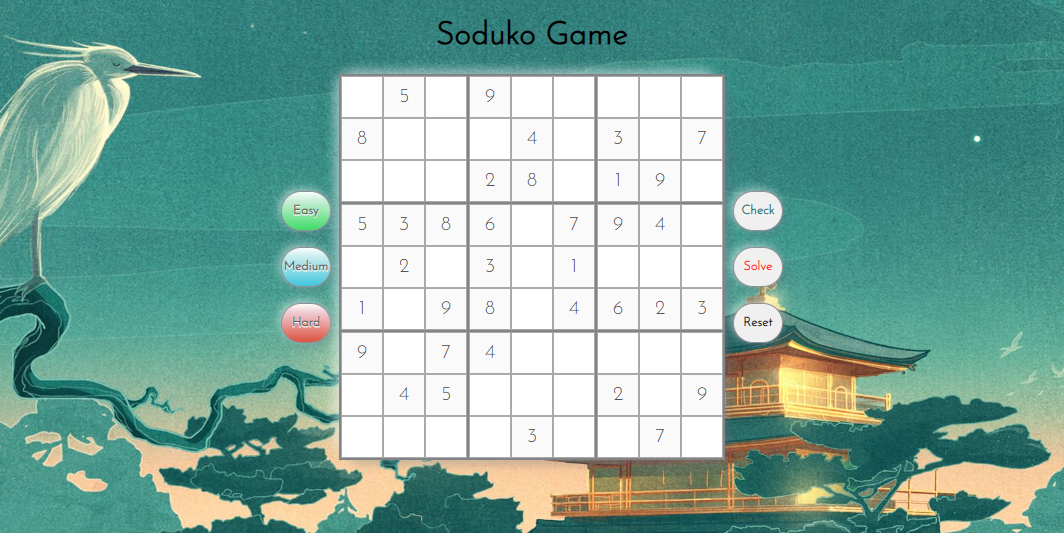 Soduko Game
5 9
8 4 3 7
2 8 1 9
5 3 8 6 7 9 4
2 3 1
1 9 8 4 6 2 3
9 7 4
4 5 2 9
3 7
Easy
Medium
Hard
Check
Solve
Reset